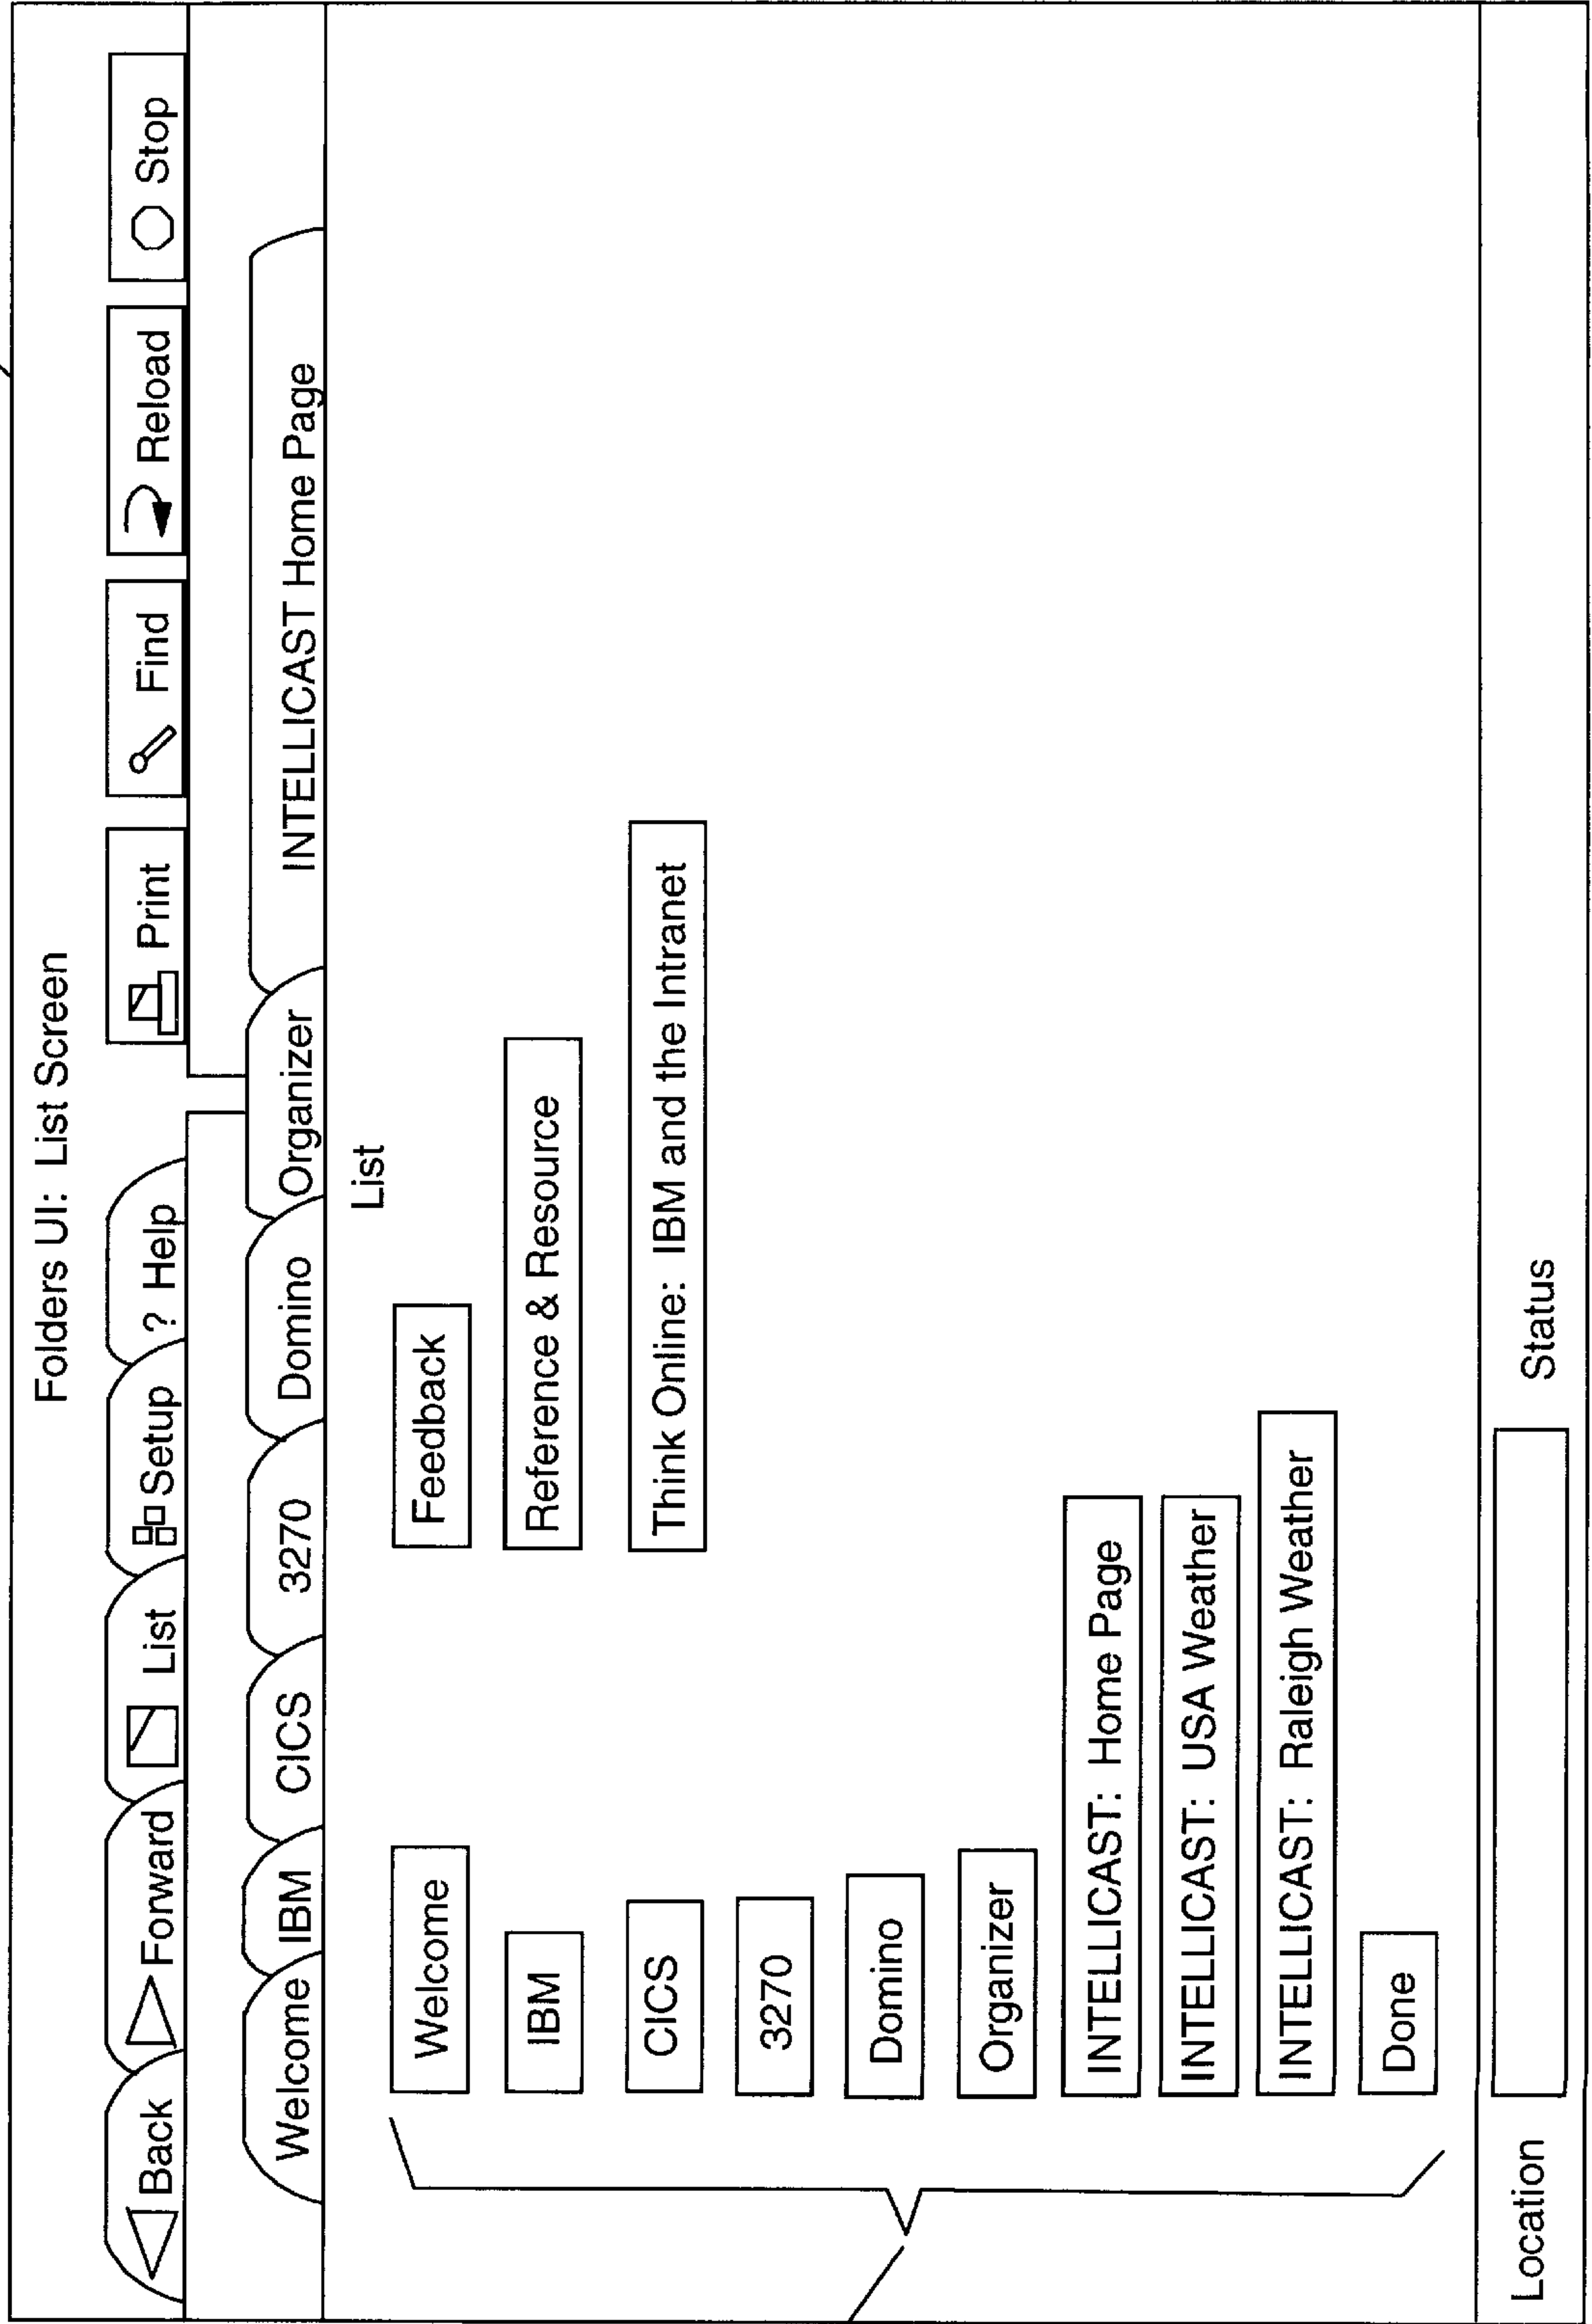 Folders UI: List Screen
Back Forward List Setup ? Help Print Find Reload Stop
Welcome IBM CICS 3270 Domino Organizer INTELLICAST Home Page
List
Welcome Feedback
IBM Reference & Resource
CICS Think Online: IBM and the Intranet
3270
Domino
Organizer
INTELLICAST: Home Page
INTELLICAST: USA Weather
INTELLICAST: Raleigh Weather
Done
Location Status